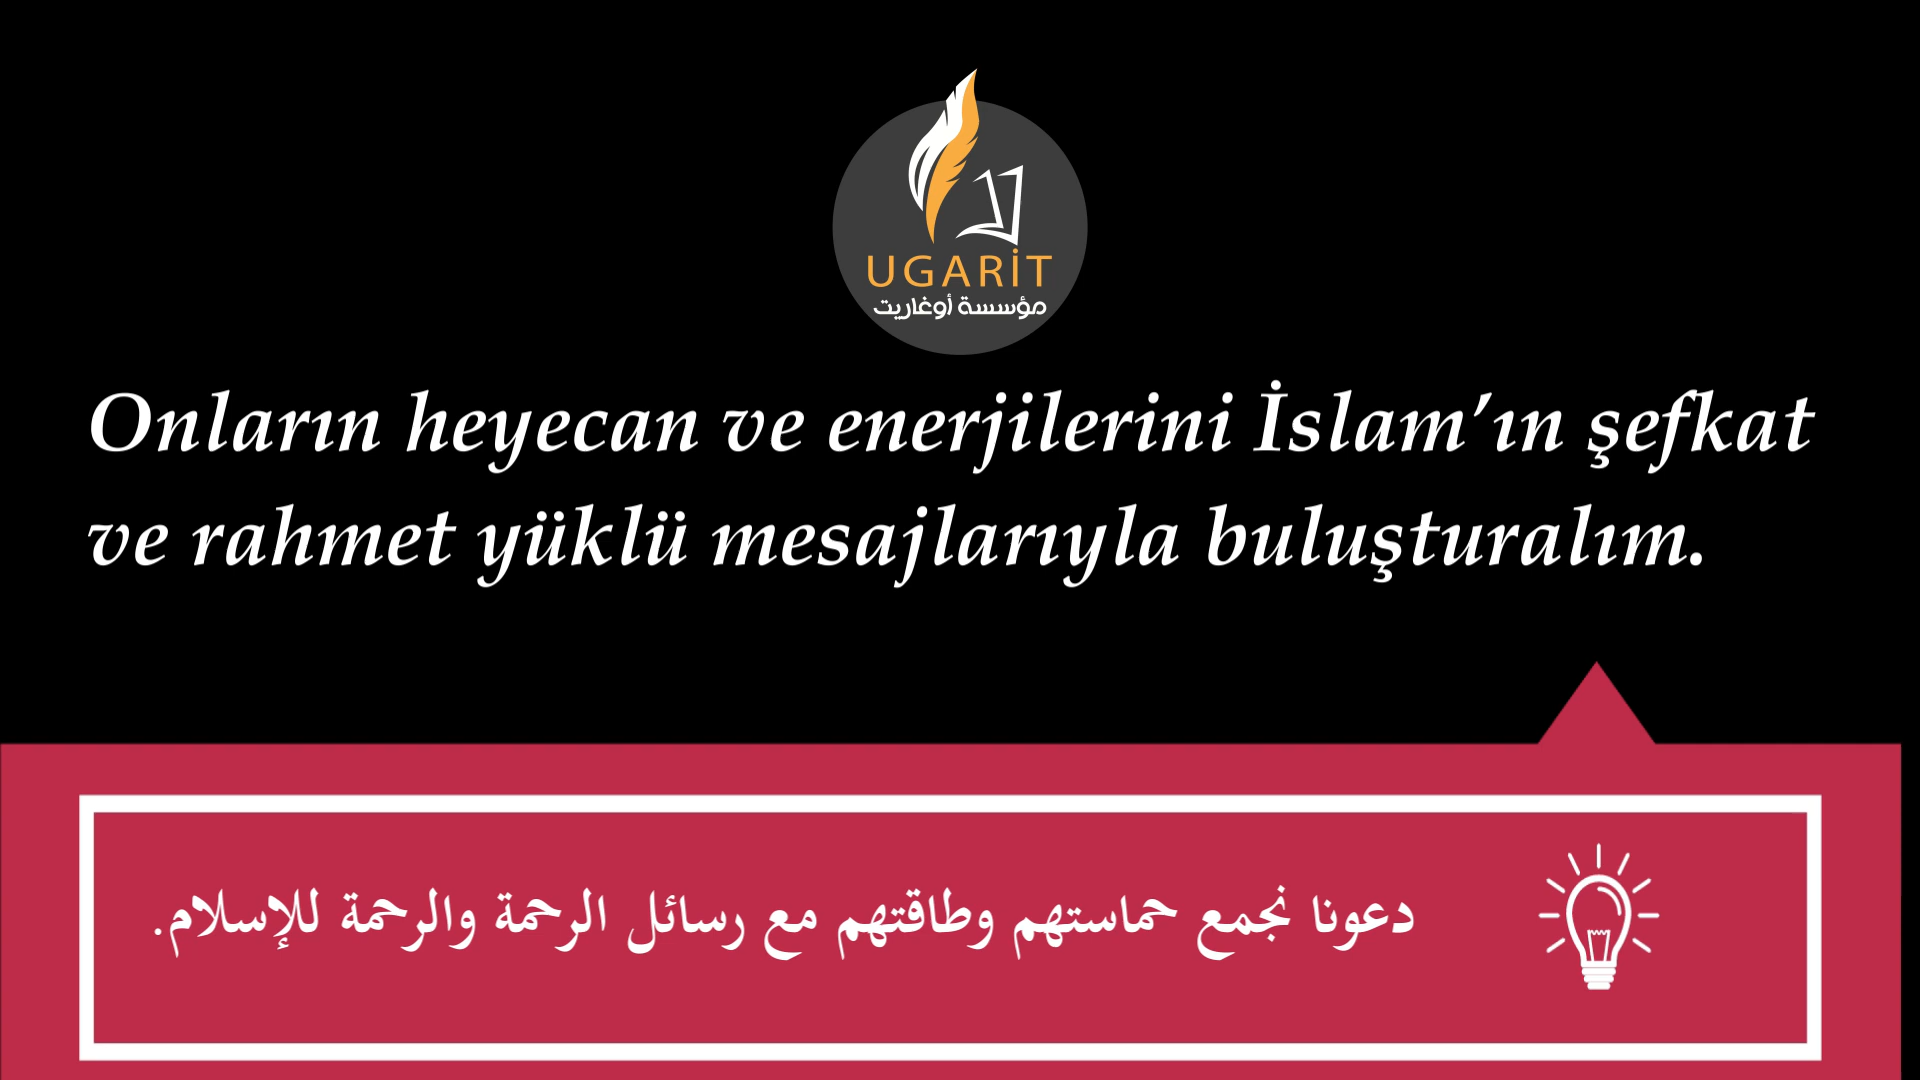 UGARİT
مؤسسة أوغاريت
Onların heyecan ve enerjilerini İslam’ın şefkat
ve rahmet yüklü mesajlarıyla buluşturalım.
دعونا نجمع حماستهم وطاقتهم مع رسائل الرحمة والرحمة للإسلام.